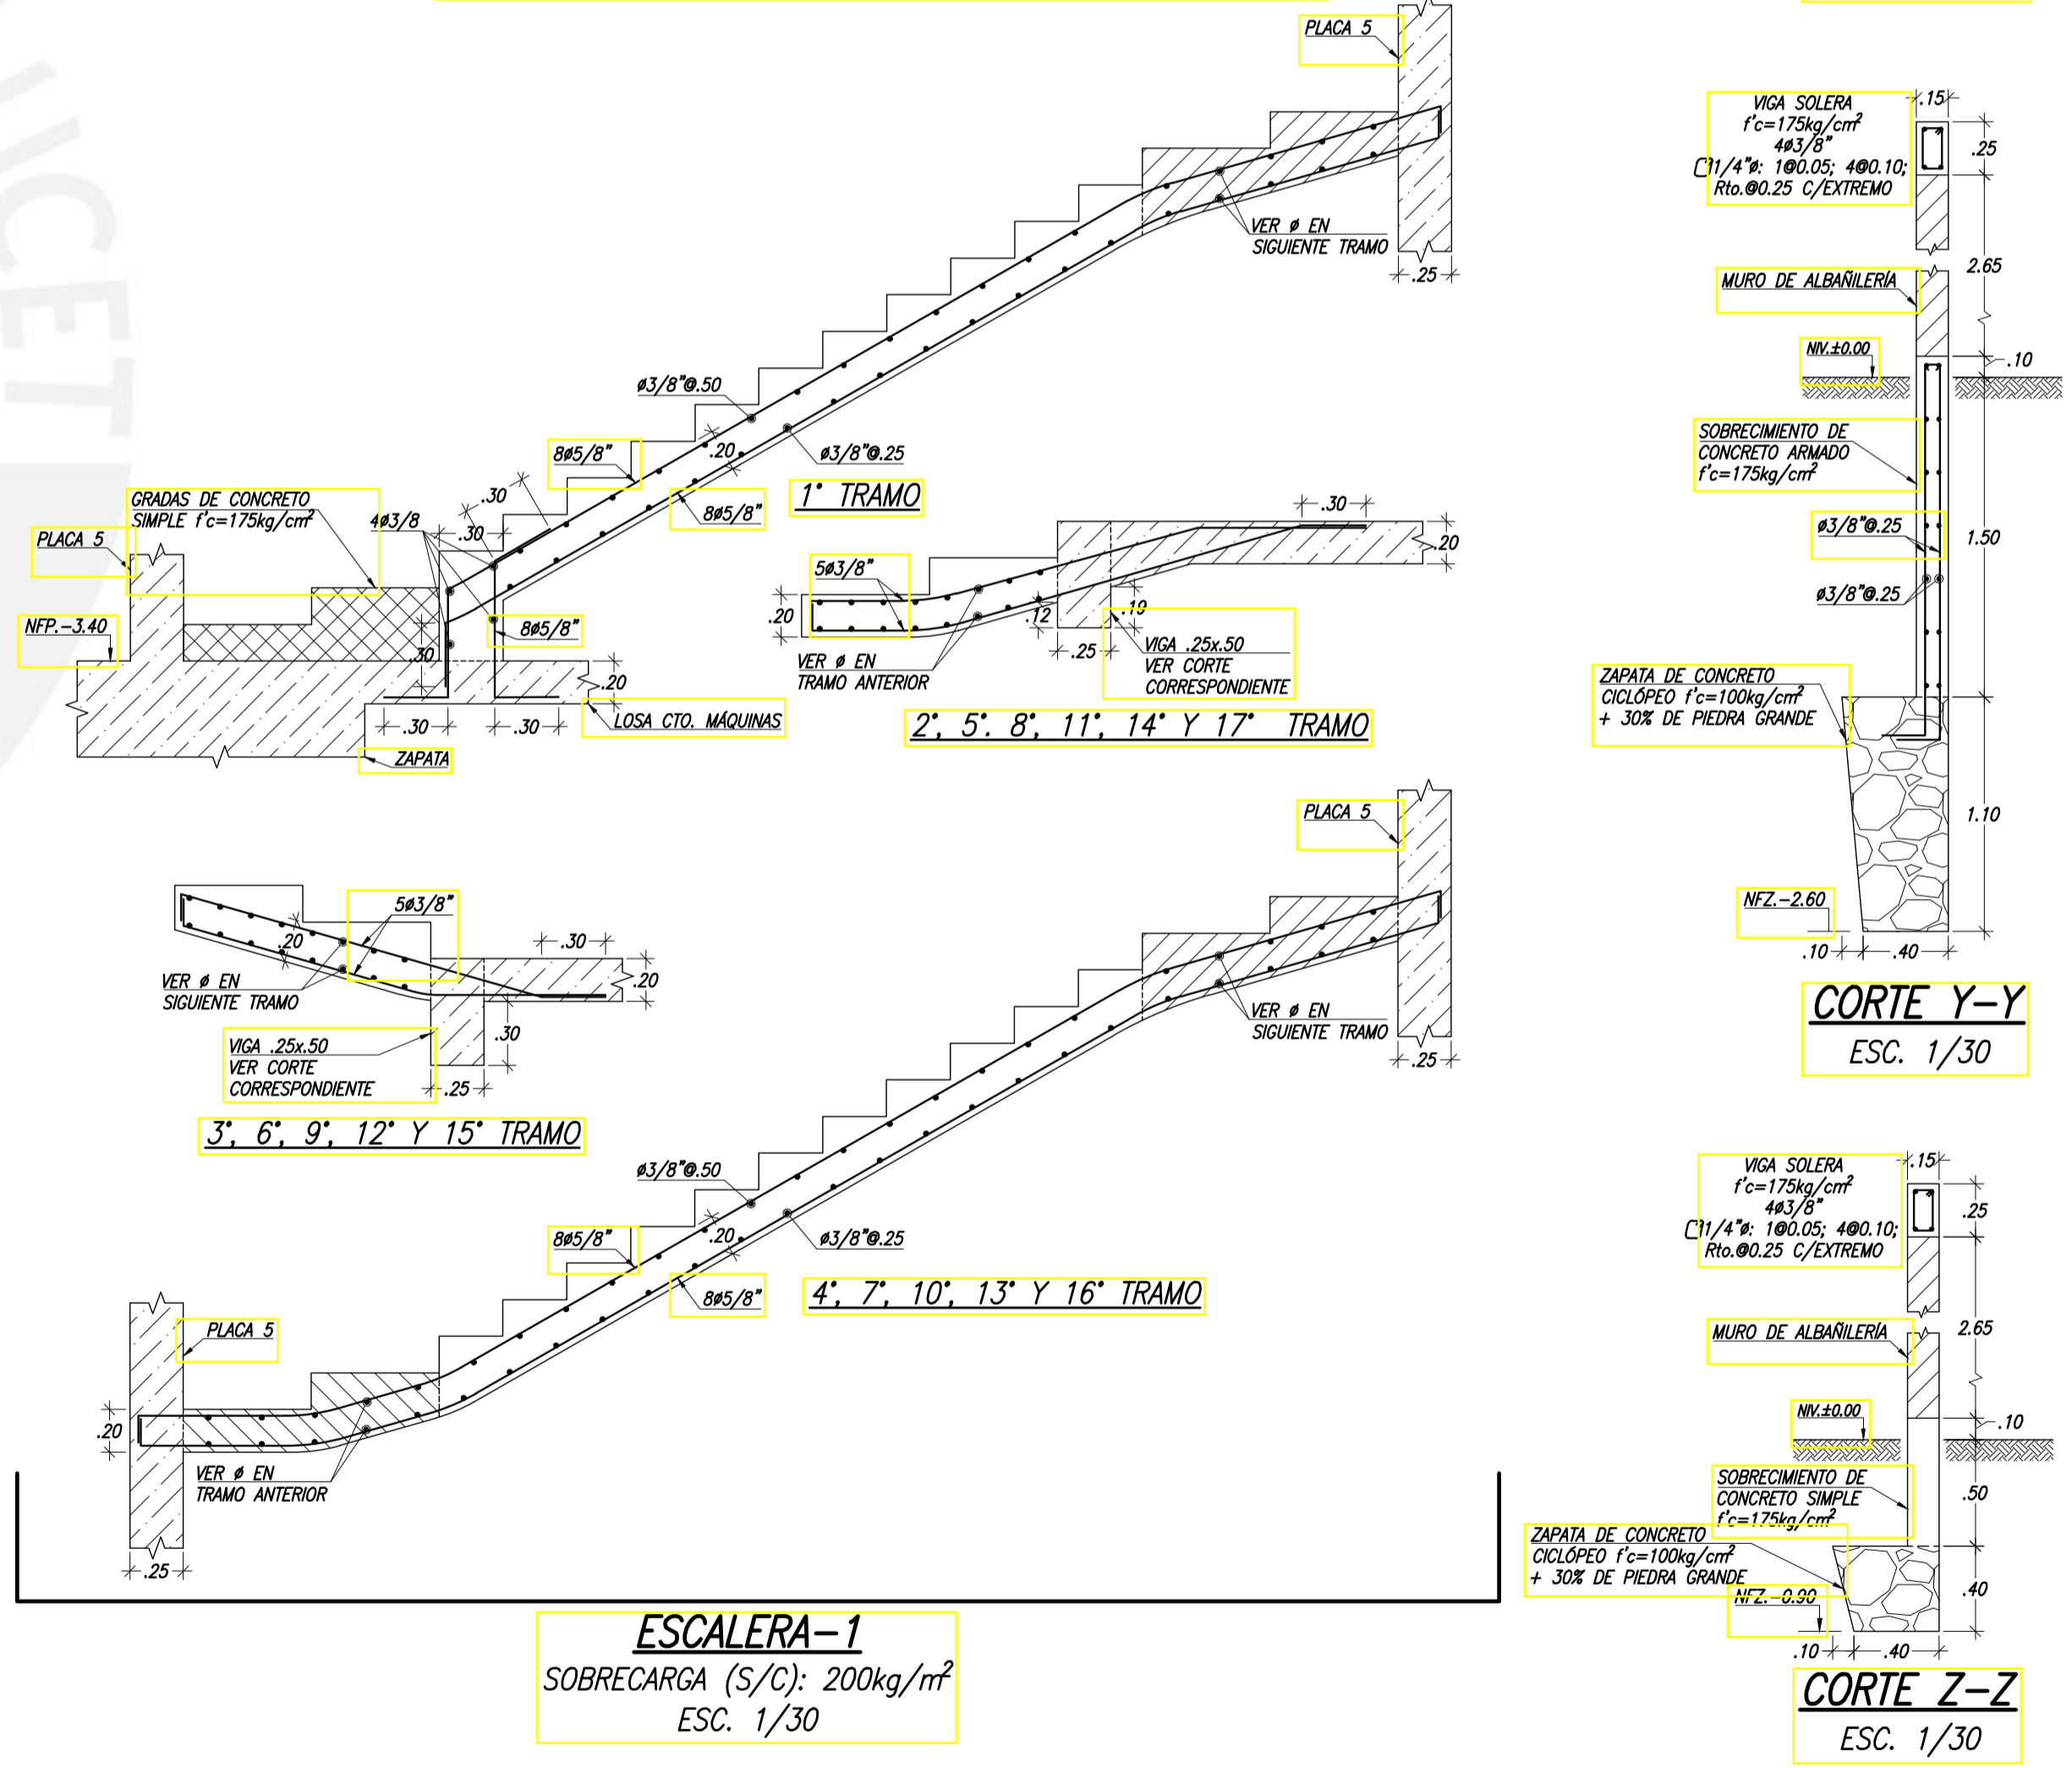 PLACA 5
VER ø EN
SIGUIENTE TRAMO
.25
ø3/8"@.50
8ø5/8"
.20
ø3/8"@.25
8ø5/8"
1° TRAMO
GRADAS DE CONCRETO
SIMPLE f'c=175kg/cm²
PLACA 5
4ø3/8
.30
.30
NFP.-3.40
.30
8ø5/8"
.20
.30
.30
LOSA CTO. MÁQUINAS
ZAPATA
.30
.20
5ø3/8"
.20
.12
.19
.25
VER ø EN
TRAMO ANTERIOR
VIGA .25x.50
VER CORTE
CORRESPONDIENTE
2°, 5°. 8°, 11°, 14° Y 17° TRAMO
5ø3/8"
.20
.30
.20
VER ø EN
SIGUIENTE TRAMO
.30
VIGA .25x.50
VER CORTE
CORRESPONDIENTE
.25
3°, 6°, 9°, 12° Y 15° TRAMO
PLACA 5
VER ø EN
SIGUIENTE TRAMO
.25
ø3/8"@.50
8ø5/8"
.20
ø3/8"@.25
8ø5/8"
4°, 7°, 10°, 13° Y 16° TRAMO
PLACA 5
.20
VER ø EN
TRAMO ANTERIOR
.25
ESCALERA-1
SOBRECARGA (S/C): 200kg/m²
ESC. 1/30
VIGA SOLERA
f'c=175kg/cm²
4ø3/8"
1/4"ø: 1@0.05; 4@0.10;
Rto.@0.25 C/EXTREMO
.15
.25
2.65
MURO DE ALBAÑILERÍA
NIV.±0.00
.10
SOBRECIMIENTO DE
CONCRETO ARMADO
f'c=175kg/cm²
ø3/8"@.25
1.50
ø3/8"@.25
ZAPATA DE CONCRETO
CICLÓPEO f'c=100kg/cm²
+ 30% DE PIEDRA GRANDE
1.10
NFZ.-2.60
.10
.40
CORTE Y-Y
ESC. 1/30
VIGA SOLERA
f'c=175kg/cm²
4ø3/8"
1/4"ø: 1@0.05; 4@0.10;
Rto.@0.25 C/EXTREMO
.15
.25
2.65
MURO DE ALBAÑILERÍA
NIV.±0.00
.10
SOBRECIMIENTO DE
CONCRETO SIMPLE
f'c=175kg/cm²
.50
ZAPATA DE CONCRETO
CICLÓPEO f'c=100kg/cm²
+ 30% DE PIEDRA GRANDE
.40
NFZ.-0.90
.10
.40
CORTE Z-Z
ESC. 1/30